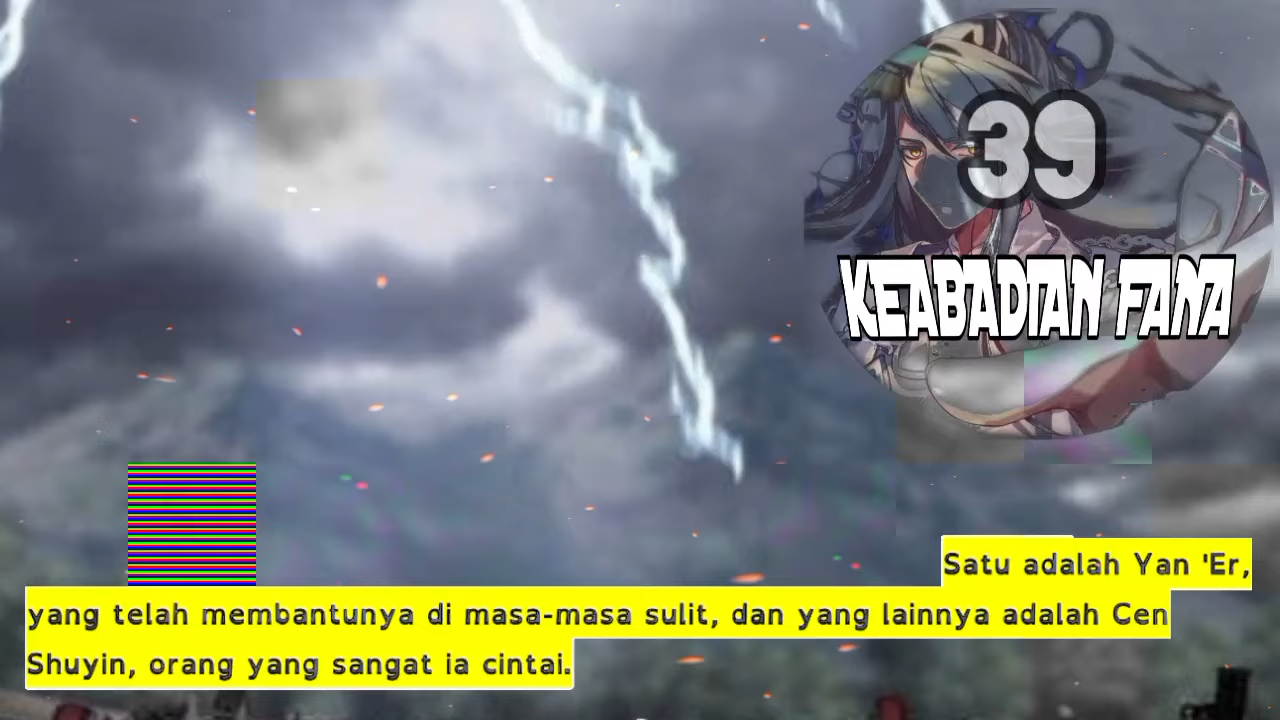 39
KEABADIAN FANA
Satu adalah Yan 'Er,
yang telah membantunya di masa-masa sulit, dan yang lainnya adalah Cen
Shuyin, orang yang sangat ia cintai.